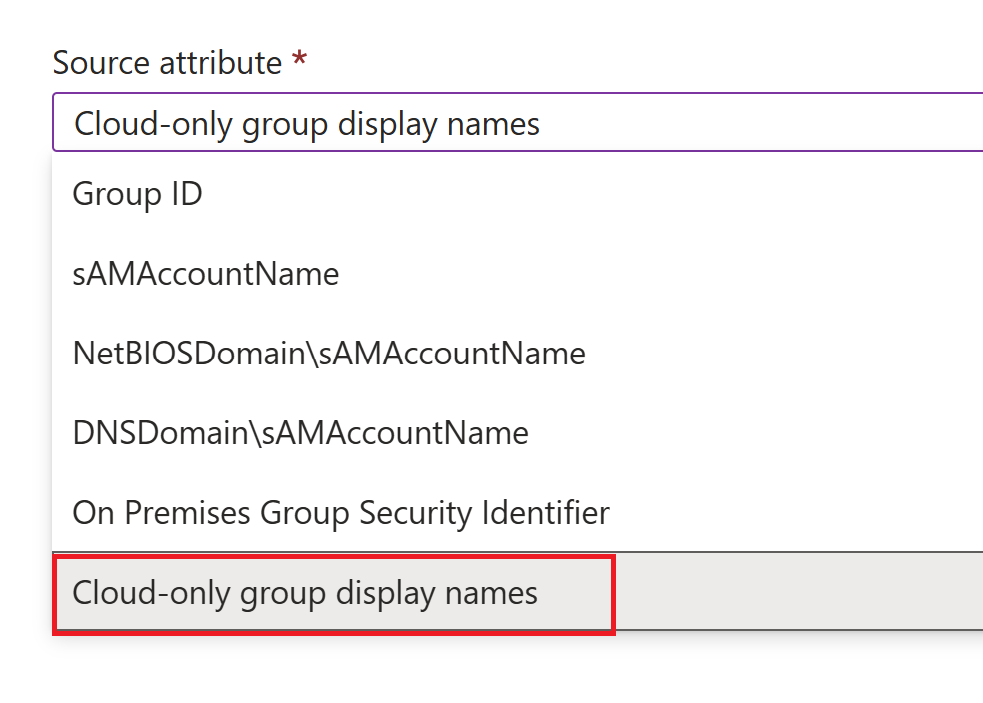 Source attribute *
Cloud-only group display names
Group ID
sAMAccountName
NetBIOSDomain\sAMAccountName
DNSDomain\sAMAccountName
On Premises Group Security Identifier
Cloud-only group display names